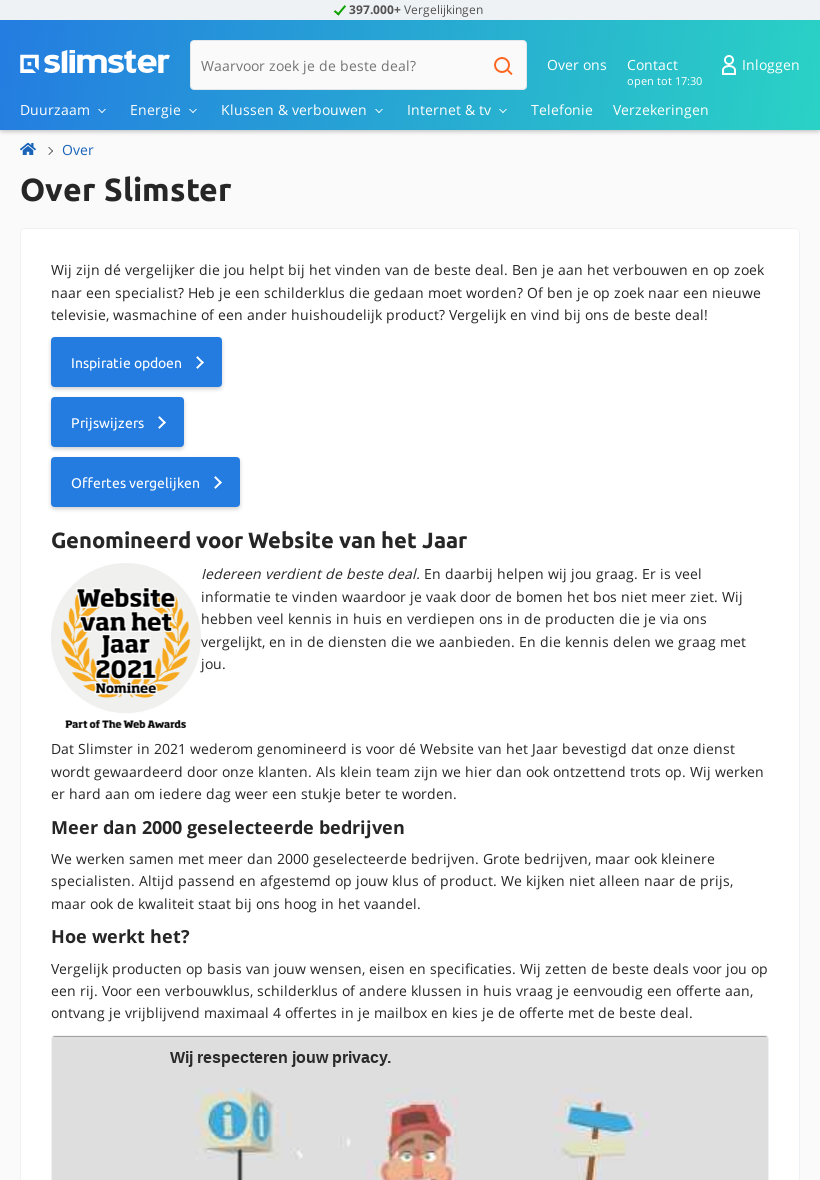 397.000+ Vergelijkingen
slimster
Waarvoor zoek je de beste deal?
Over ons
Contact
open tot 17:30
Inloggen
Duurzaam
Energie
Klussen & verbouwen
Internet & tv
Telefonie
Verzekeringen
Over
Over Slimster
Wij zijn dé vergelijker die jou helpt bij het vinden van de beste deal. Ben je aan het verbouwen en op zoek
naar een specialist? Heb je een schilderklus die gedaan moet worden? Of ben je op zoek naar een nieuwe
televisie, wasmachine of een ander huishoudelijk product? Vergelijk en vind bij ons de beste deal!
Inspiratie opdoen
Prijswijzers
Offertes vergelijken
Genomineerd voor Website van het Jaar
Website
van het
Jaar
2021
Nominee
Part of The Web Awards
Iedereen verdient de beste deal. En daarbij helpen wij jou graag. Er is veel
informatie te vinden waardoor je vaak door de bomen het bos niet meer ziet. Wij
hebben veel kennis in huis en verdiepen ons in de producten die je via ons
vergelijkt, en in de diensten die we aanbieden. En die kennis delen we graag met
jou.
Dat Slimster in 2021 wederom genomineerd is voor dé Website van het Jaar bevestigd dat onze dienst
wordt gewaardeerd door onze klanten. Als klein team zijn we hier dan ook ontzettend trots op. Wij werken
er hard aan om iedere dag weer een stukje beter te worden.
Meer dan 2000 geselecteerde bedrijven
We werken samen met meer dan 2000 geselecteerde bedrijven. Grote bedrijven, maar ook kleinere
specialisten. Altijd passend en afgestemd op jouw klus of product. We kijken niet alleen naar de prijs,
maar ook de kwaliteit staat bij ons hoog in het vaandel.
Hoe werkt het?
Vergelijk producten op basis van jouw wensen, eisen en specificaties. Wij zetten de beste deals voor jou op
een rij. Voor een verbouwklus, schilderklus of andere klussen in huis vraag je eenvoudig een offerte aan,
ontvang je vrijblijvend maximaal 4 offertes in je mailbox en kies je de offerte met de beste deal.
Wij respecteren jouw privacy.